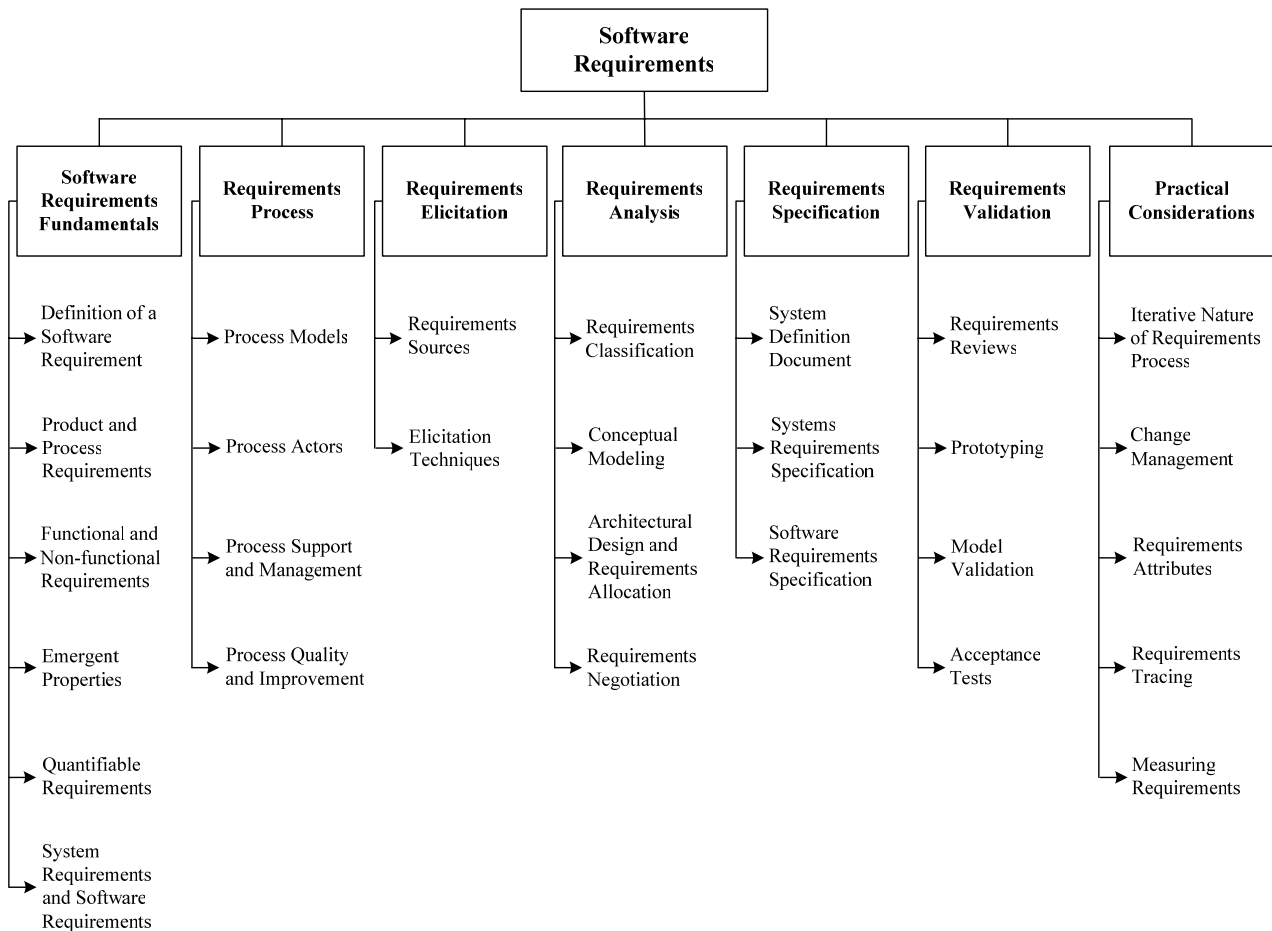 Software
Requirements
Software
Requirements
Fundamentals
Requirements
Process
Requirements
Elicitation
Requirements
Analysis
Requirements
Specification
Requirements
Validation
Practical
Considerations
Definition of a
Software
Requirement
Product and
Process
Requirements
Functional and
Non-functional
Requirements
Emergent
Properties
Quantifiable
Requirements
System
Requirements
and Software
Requirements
Process Models
Process Actors
Process Support
and Management
Process Quality
and Improvement
Requirements
Sources
Elicitation
Techniques
Requirements
Classification
Conceptual
Modeling
Architectural
Design and
Requirements
Allocation
Requirements
Negotiation
System
Definition
Document
Systems
Requirements
Specification
Software
Requirements
Specification
Requirements
Reviews
Prototyping
Model
Validation
Acceptance
Tests
Iterative Nature
of Requirements
Process
Change
Management
Requirements
Attributes
Requirements
Tracing
Measuring
Requirements